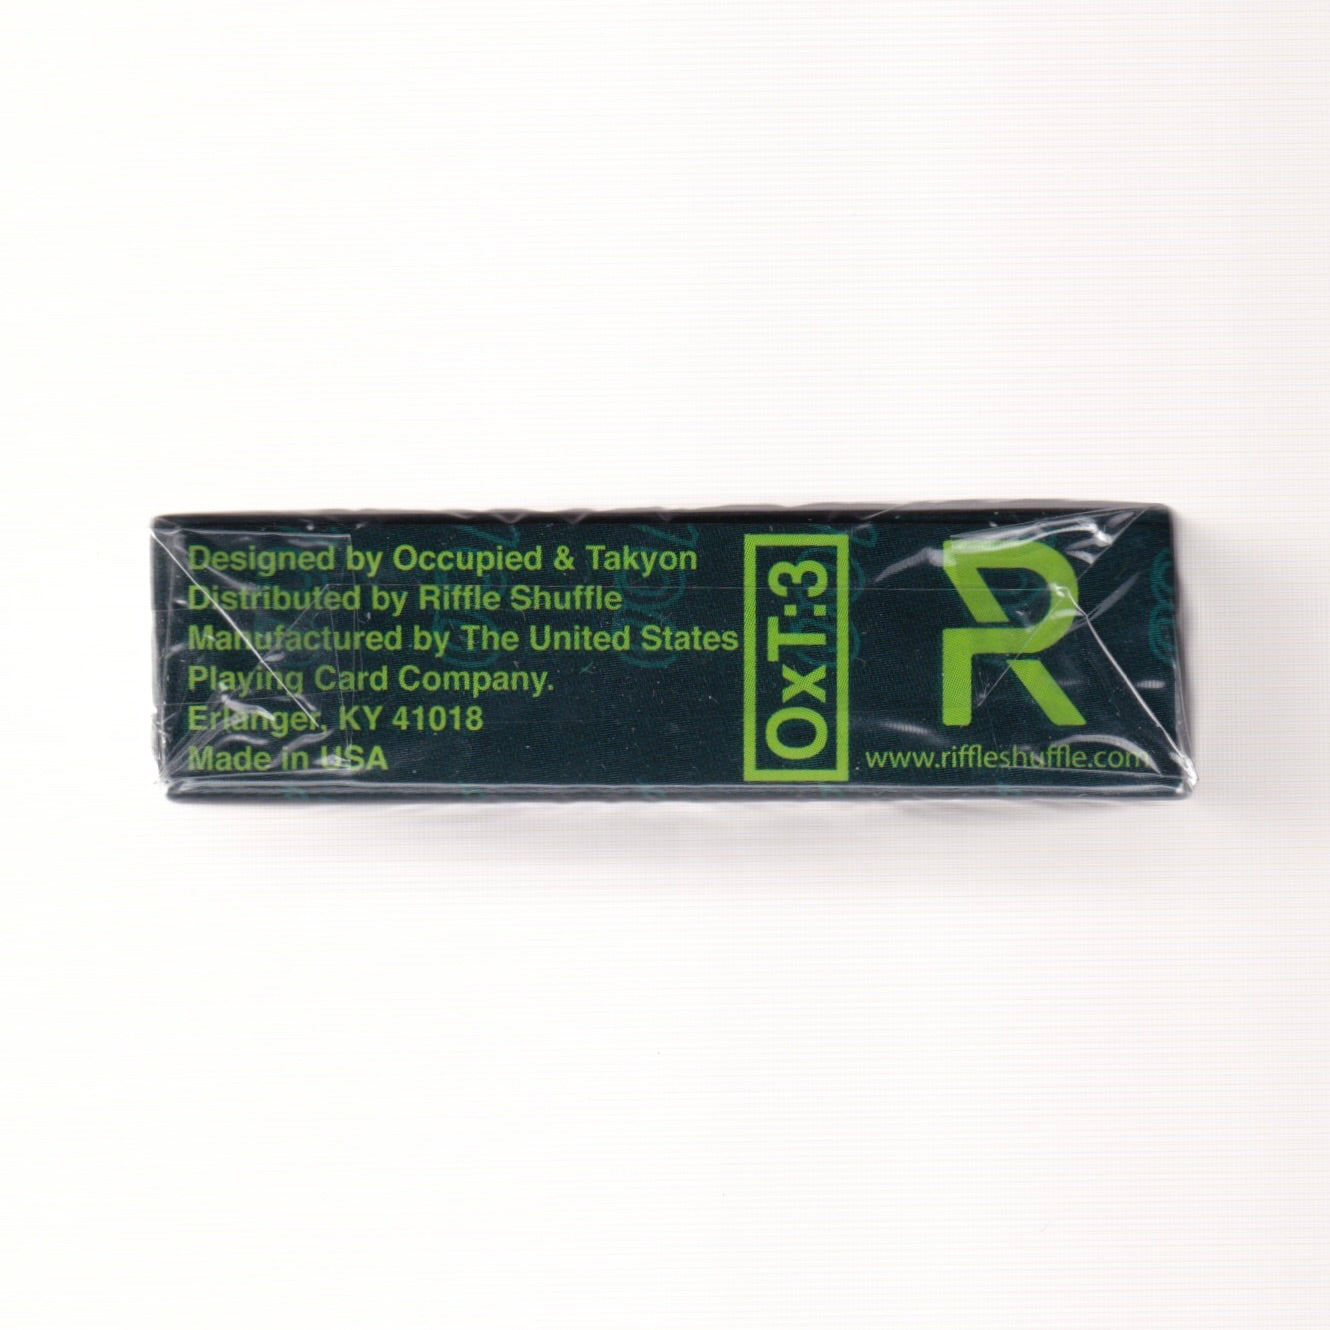 Designed by Occupied & Takyon
Distributed by Riffle Shuffle
Manufactured by The United States
Playing Card Company.
Erlanger, KY 41018
Made in USA
OxT:3
R
www.riffleshuffle.com